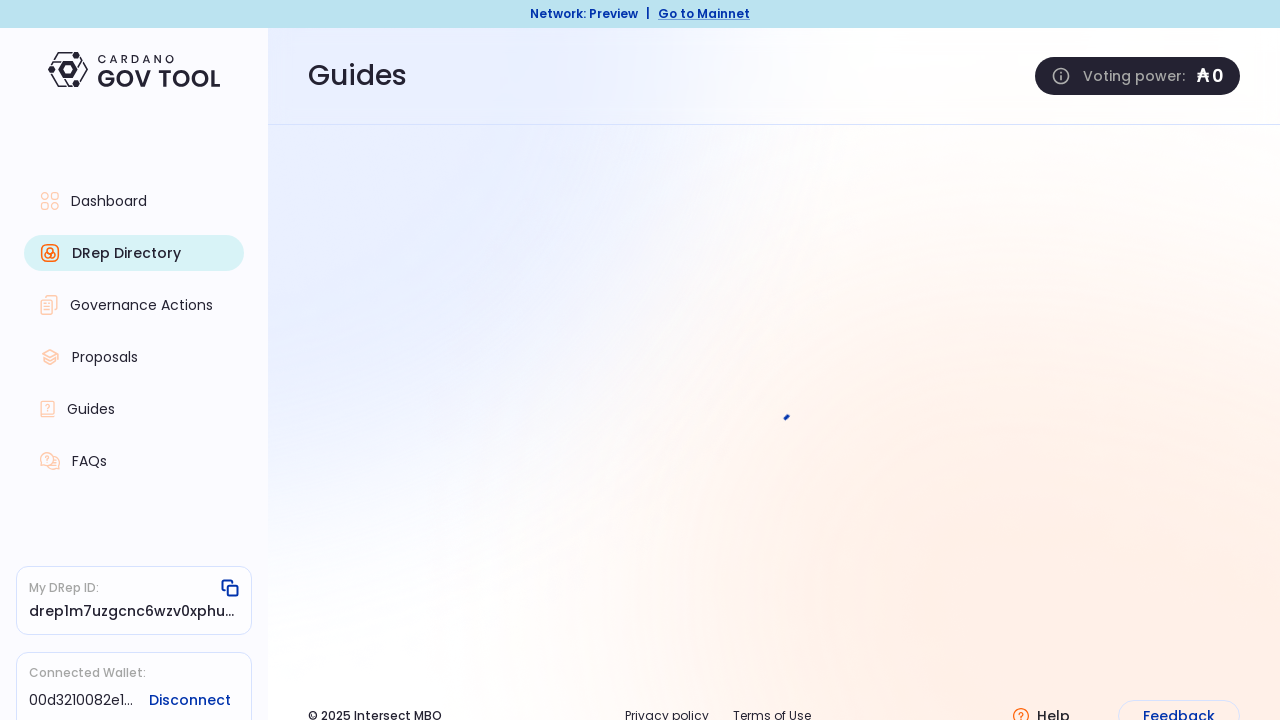 Network: Preview | Go to Mainnet
CARDANO
GOV TOOL
Guides
Voting power: ₳0
Dashboard
DRep Directory
Governance Actions
Proposals
Guides
FAQs
My DRep ID:
drep1m7uzgcnc6wzv0xphu...
Connected Wallet:
00d3210082e1... Disconnect
© 2025 Intersect MBO Privacy policy Terms of Use Help Feedback